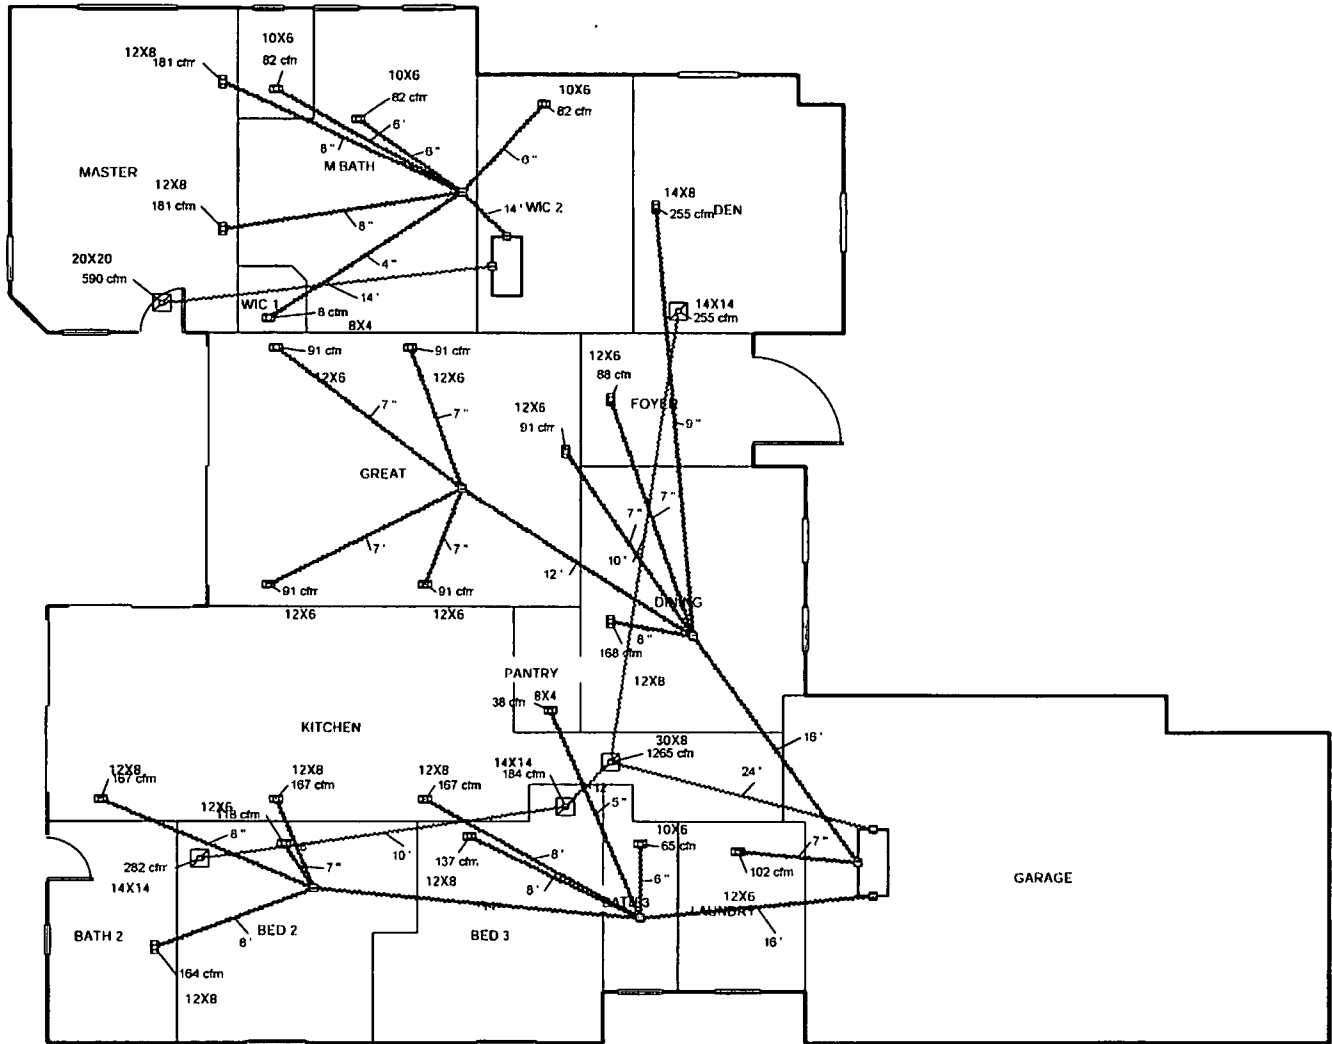 10X6
82 cfm
12X8
181 cfm
10X6
82 cfm
10X6
82 cfm
6'
8"
6"
6"
M BATH
MASTER
12X8
181 cfm
14X8
255 cfm
DEN
14'
WIC 2
8"
20X20
590 cfm
4"
14'
WIC 1
8 cfm
8X4
14X14
255 cfm
91 cfm
91 cfm
12X6
12X6
12X6
88 cfm
FOYER
7"
7"
12X6
91 cfm
9"
GREAT
7"
7"
7'
7"
10'
12'
91 cfm
91 cfm
12X6
12X6
DINING
8"
168 cfm
PANTRY
12X8
8X4
38 cfm
KITCHEN
16'
30X8
1265 cfm
14X14
184 cfm
24'
12X8
167 cfm
12X8
167 cfm
12X8
167 cfm
12'
5"
12X6
118 cfm
10X6
65 cfm
8"
10'
7"
282 cfm
14X14
7"
137 cfm
8'
8'
12X8
102 cfm
GARAGE
6"
12X6
BATH 3
LAUNDRY
14'
BATH 2
BED 2
8'
BED 3
16'
164 cfm
12X8